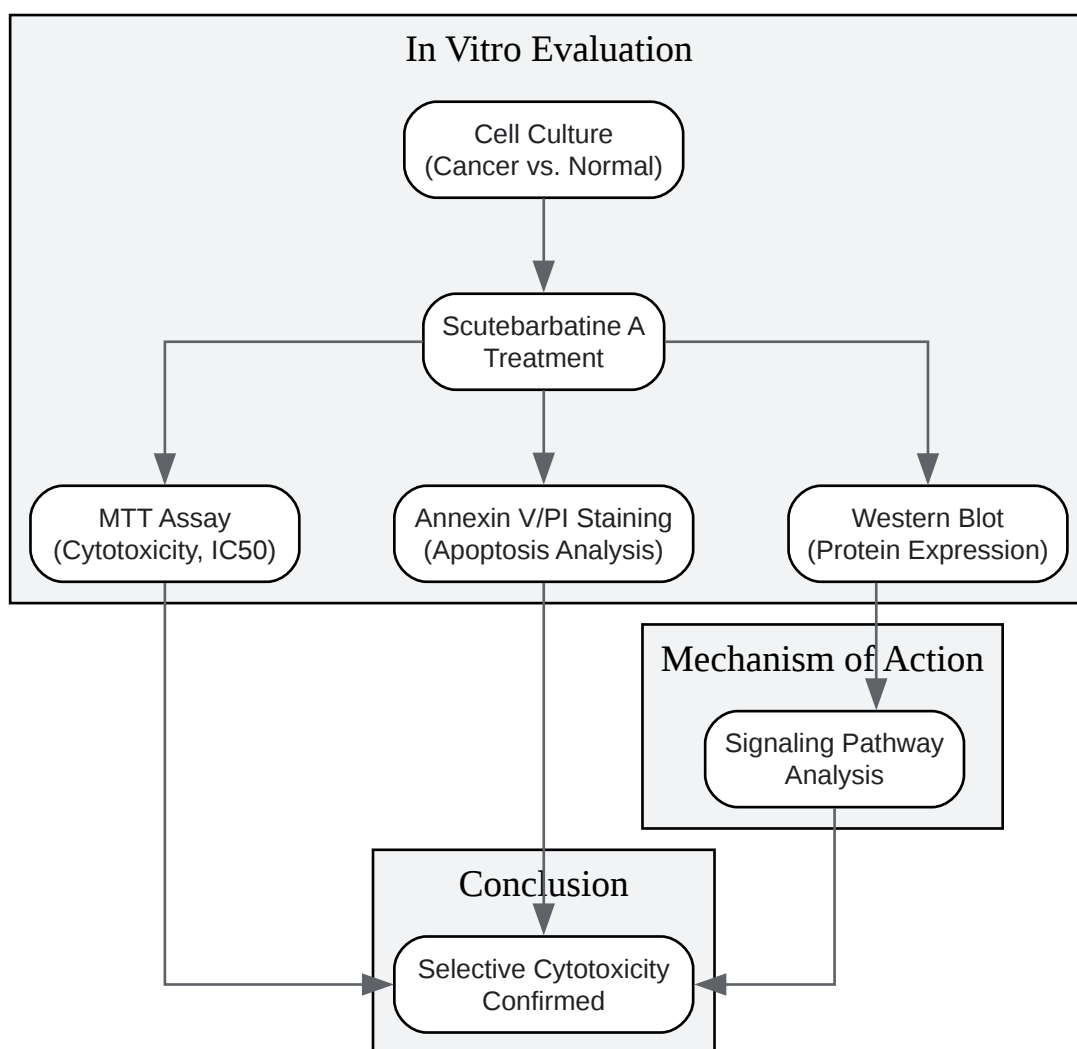 In Vitro Evaluation
Cell Culture
(Cancer vs. Normal)
Scutebarbatine A
Treatment
MTT Assay
(Cytotoxicity, IC50)
Annexin V/PI Staining
(Apoptosis Analysis)
Western Blot
(Protein Expression)
Mechanism of Action
Signaling Pathway
Analysis
Conclusion
Selective Cytotoxicity
Confirmed